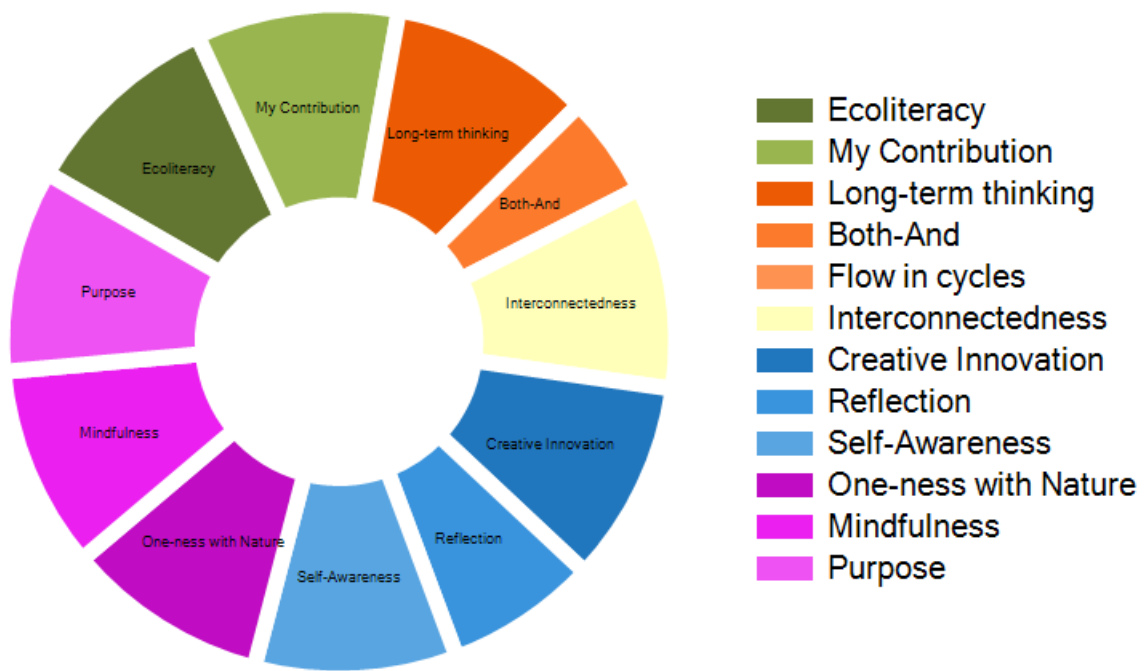 My Contribution
Long-term thinking
Ecoliteracy
Both-And
Purpose
Interconnectedness
Mindfulness
Creative Innovation
One-ness with Nature
Reflection
Self-Awareness
Ecoliteracy
My Contribution
Long-term thinking
Both-And
Flow in cycles
Interconnectedness
Creative Innovation
Reflection
Self-Awareness
One-ness with Nature
Mindfulness
Purpose